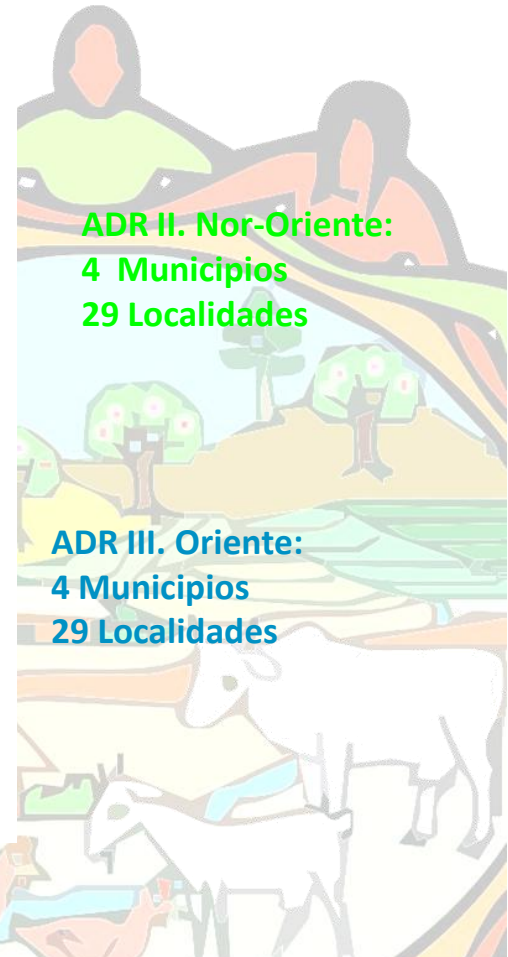 ADR II. Nor-Oriente:
4 Municipios
29 Localidades
ADR III. Oriente:
4 Municipios
29 Localidades